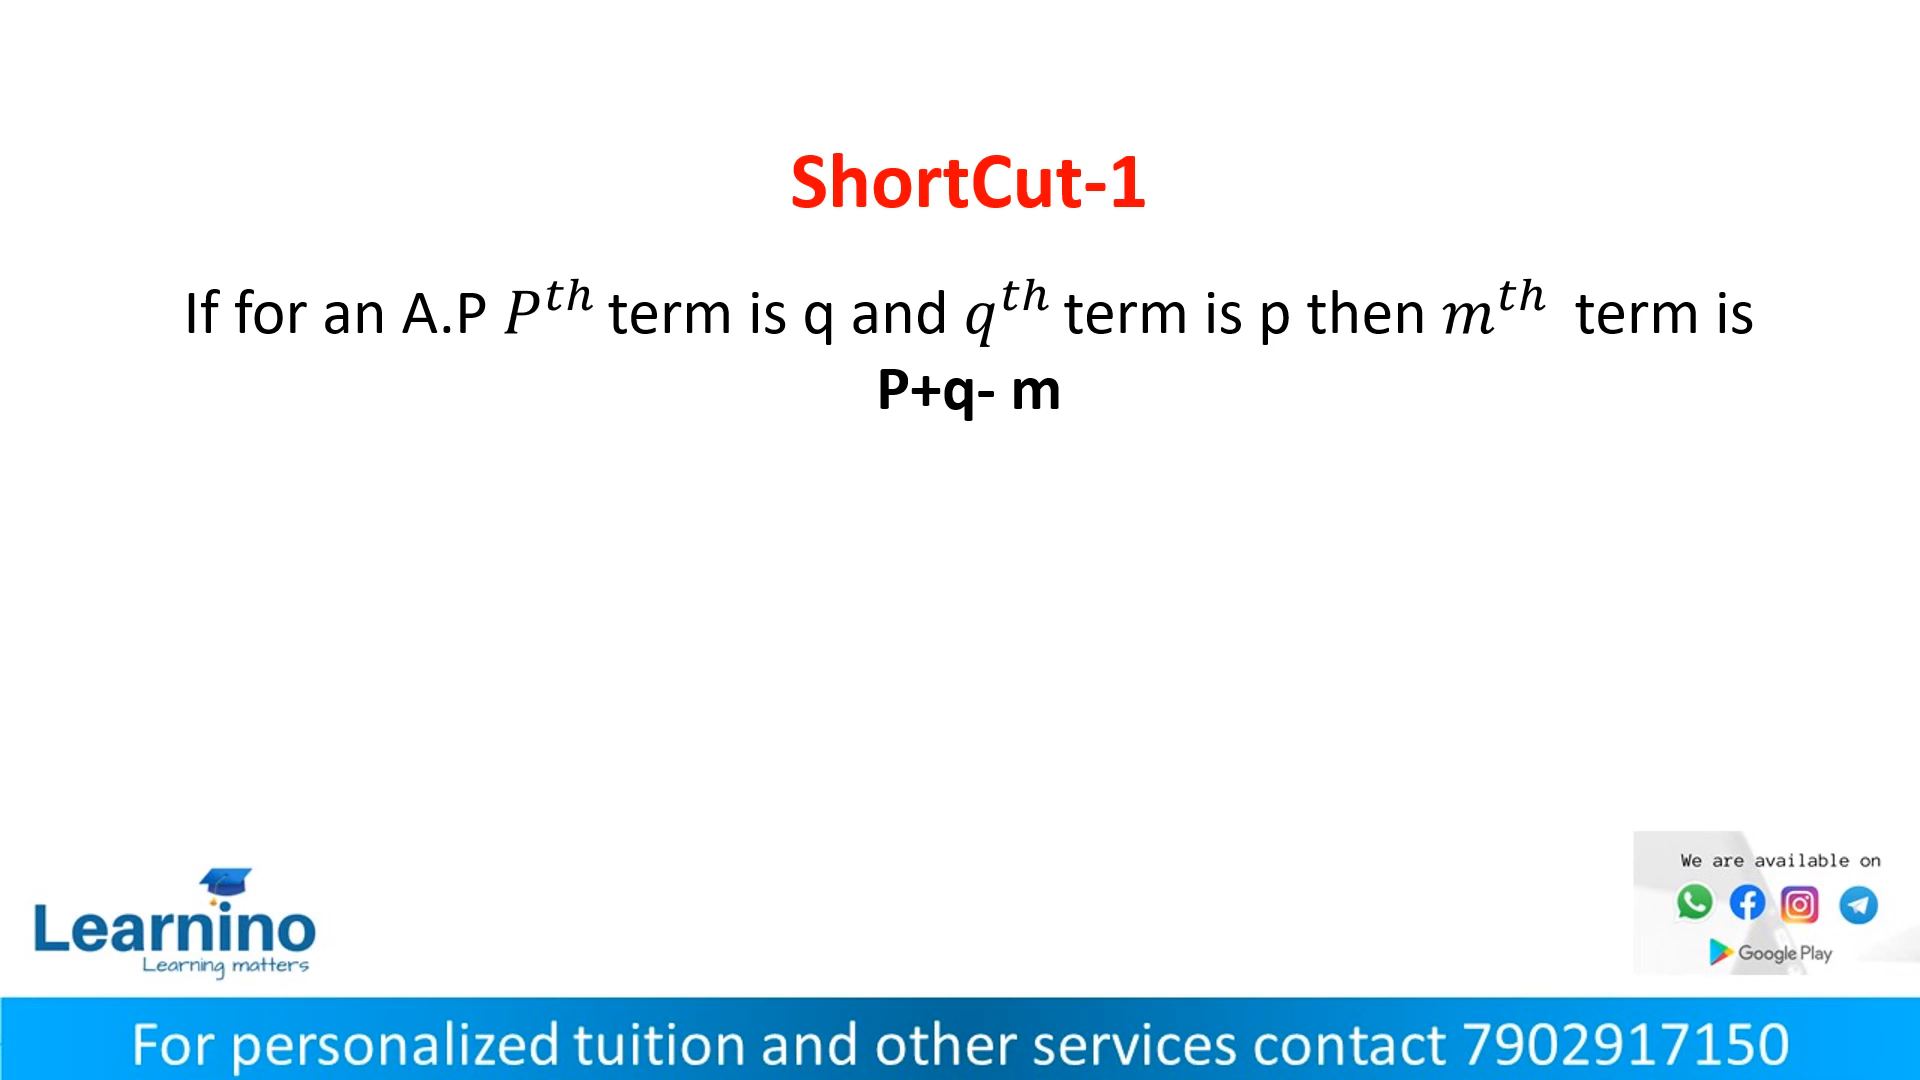 ShortCut-1
If for an A.P 𝑃^{𝑡ℎ} term is q and 𝑞^{𝑡ℎ} term is p then 𝑚^{𝑡ℎ} term is
P+q- m
We are available on
Google Play
Learnino
Learning matters
For personalized tuition and other services contact 7902917150